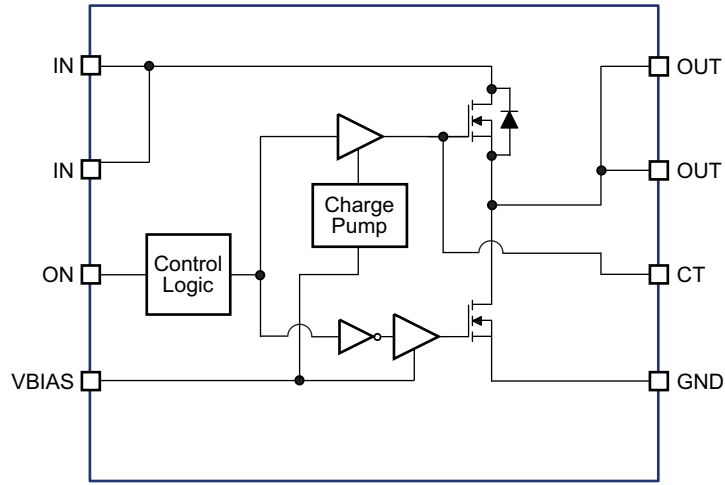 IN
OUT
IN
OUT
Charge
Pump
ON
Control
Logic
CT
VBIAS
GND